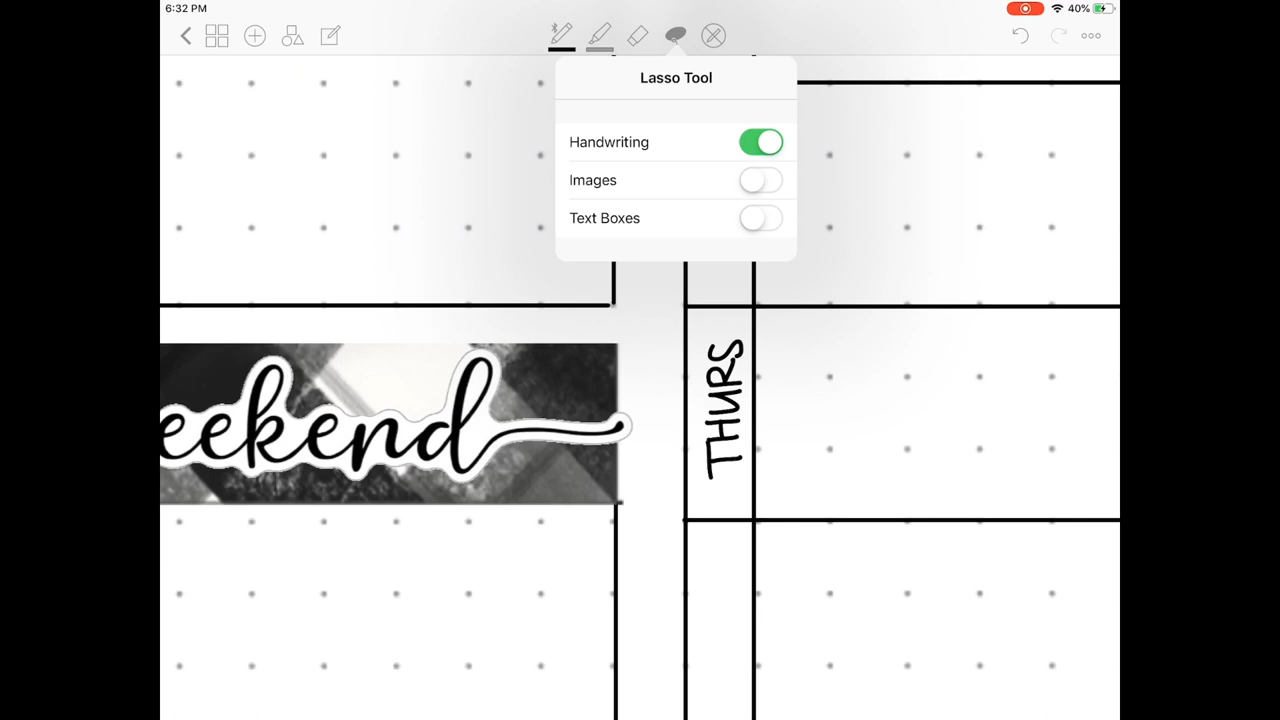 6:32 PM
40%
Lasso Tool
Handwriting
Images
Text Boxes
eekend
THURS